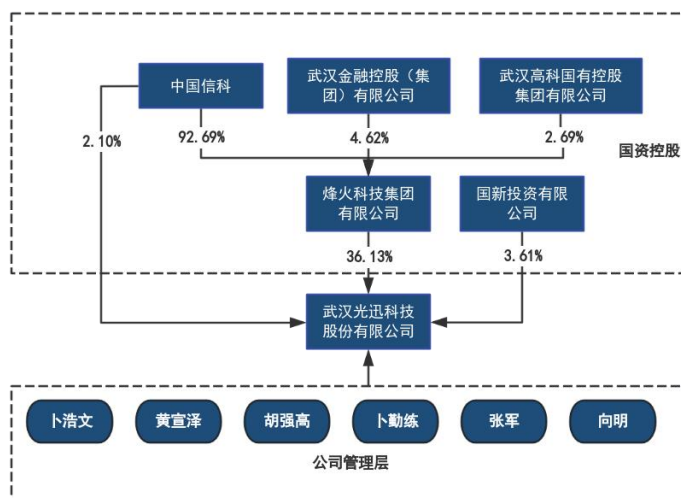 中国信科
武汉金融控股（集
团）有限公司
武汉高科国有控股
集团有限公司
2.10%
92.69%
4.62%
2.69%
国资控股
烽火科技集团
有限公司
国新投资有限
公司
36.13%
3.61%
武汉光迅科技
股份有限公司
卜浩文
黄宣泽
胡强高
卜勤练
张军
向明
公司管理层